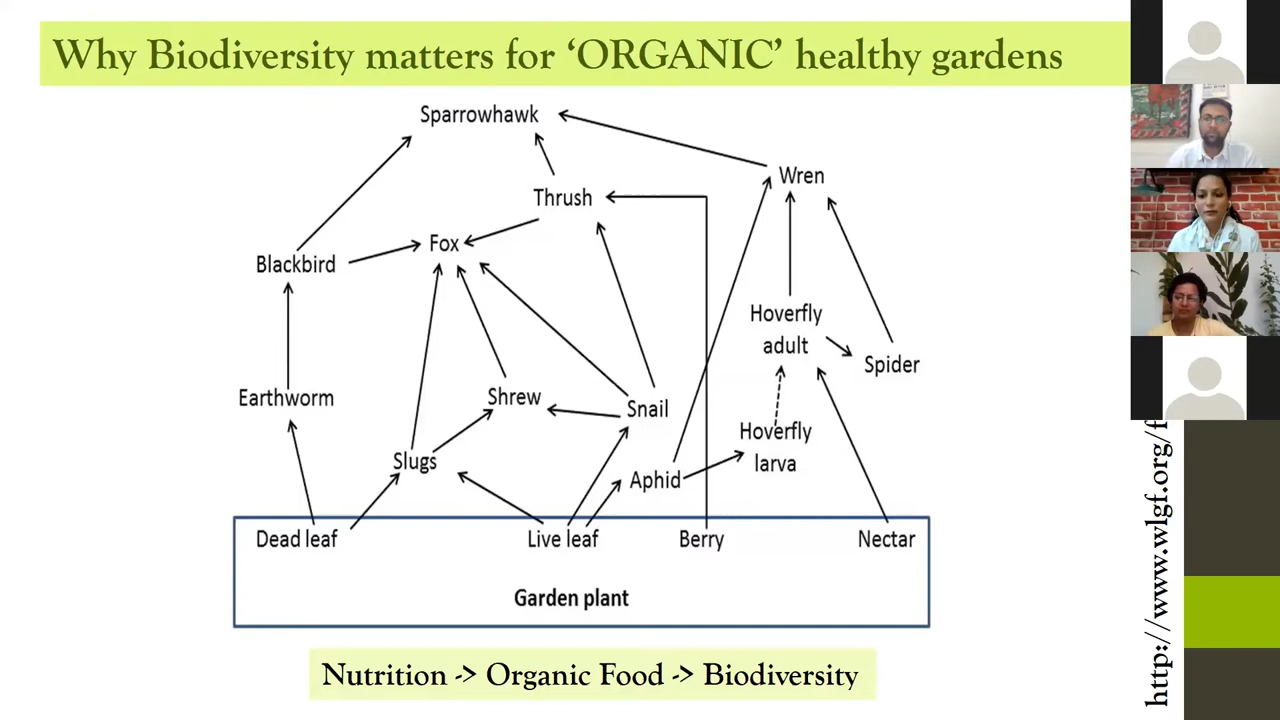 Why Biodiversity matters for ‘ORGANIC’ healthy gardens
Sparrowhawk
Wren
Thrush
Fox
Blackbird
Hoverfly
adult
Spider
Earthworm
Shrew
Snail
Hoverfly
larva
Slugs
Aphid
Dead leaf
Live leaf
Berry
Nectar
Garden plant
Nutrition -> Organic Food -> Biodiversity
http://www.wlgf.org/f